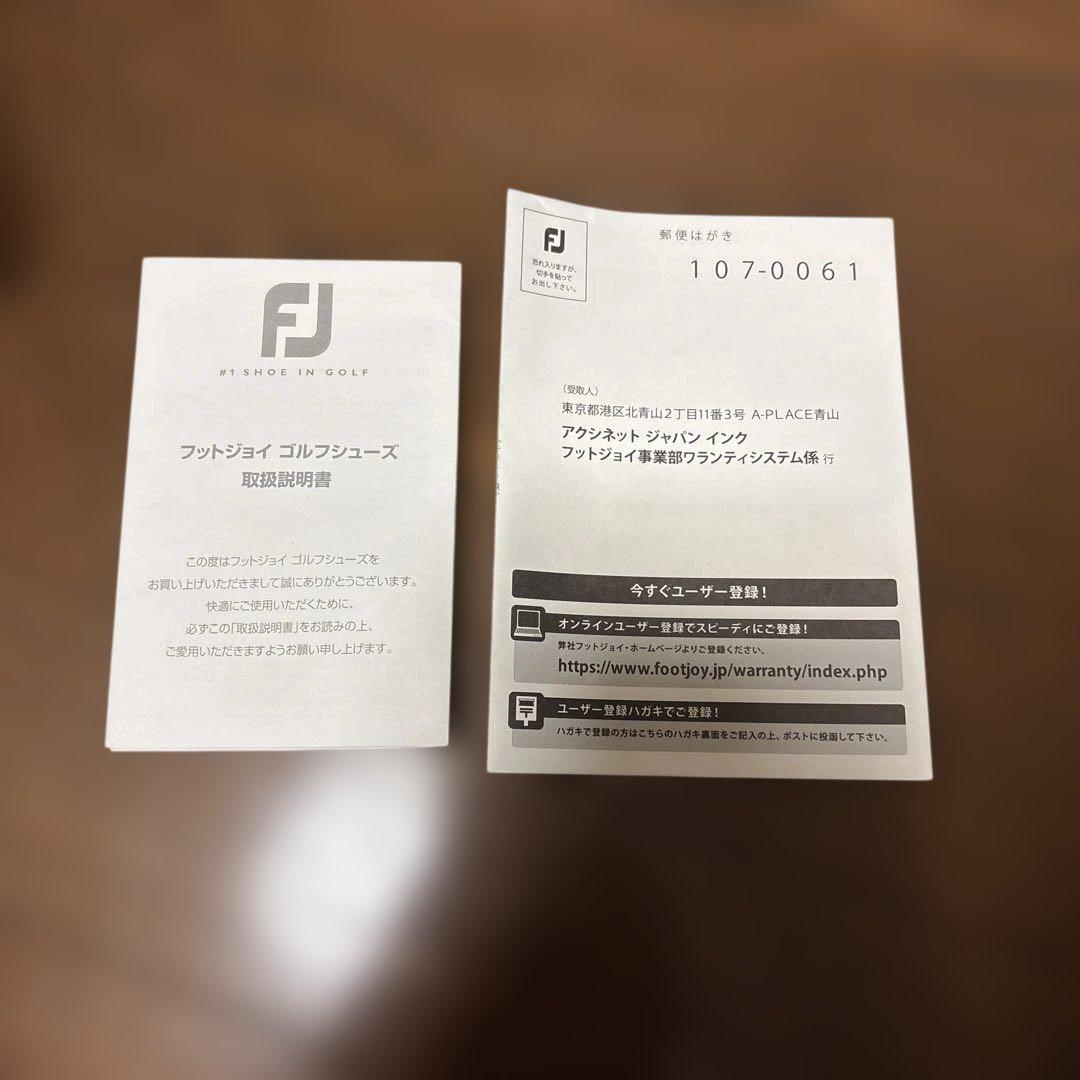 FJ
#1 SHOE IN GOLF
フットジョイ ゴルフシューズ
取扱説明書
この度はフットジョイ ゴルフシューズを
お買い上げいただきまして誠にありがとうございます。
快適にご使用いただくために、
必ずこの「取扱説明書」をお読みの上、
ご愛用いただきますようお願い申し上げます。
FJ
恐れ入りますが、
切手を貼って
お出し下さい。
郵便はがき
107-0061
(受取人)
東京都港区北青山2丁目11番3号 A-PLACE青山
アクシネット ジャパン インク
フットジョイ事業部ワランティシステム係 行
今すぐユーザー登録!
オンラインユーザー登録でスピーディにご登録!
弊社フットジョイ・ホームページよりご登録ください。
https://www.footjoy.jp/warranty/index.php
ユーザー登録ハガキでご登録!
ハガキで登録の方はこちらのハガキ裏面をご記入の上、ポストに投函して下さい。